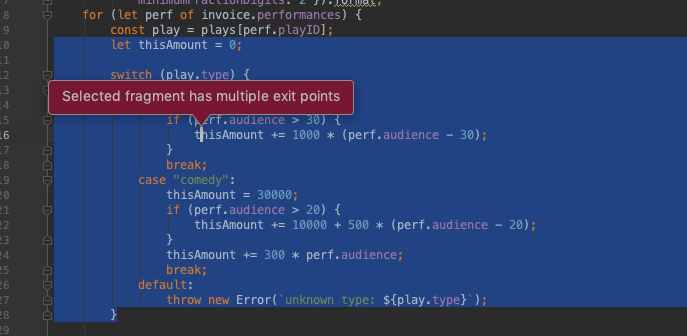 7 minimumFractionDigits: 2 }).format;
8 for (let perf of invoice.performances) {
9 const play = plays[perf.playID];
10 let thisAmount = 0;
11
12 switch (play.type) {
Selected fragment has multiple exit points
15 if (perf.audience > 30) {
16 thisAmount += 1000 * (perf.audience - 30);
17 }
18 break;
19 case "comedy":
20 thisAmount = 30000;
21 if (perf.audience > 20) {
22 thisAmount += 10000 + 500 * (perf.audience - 20);
23 }
24 thisAmount += 300 * perf.audience;
25 break;
26 default:
27 throw new Error(`unknown type: ${play.type}`);
28 }
29